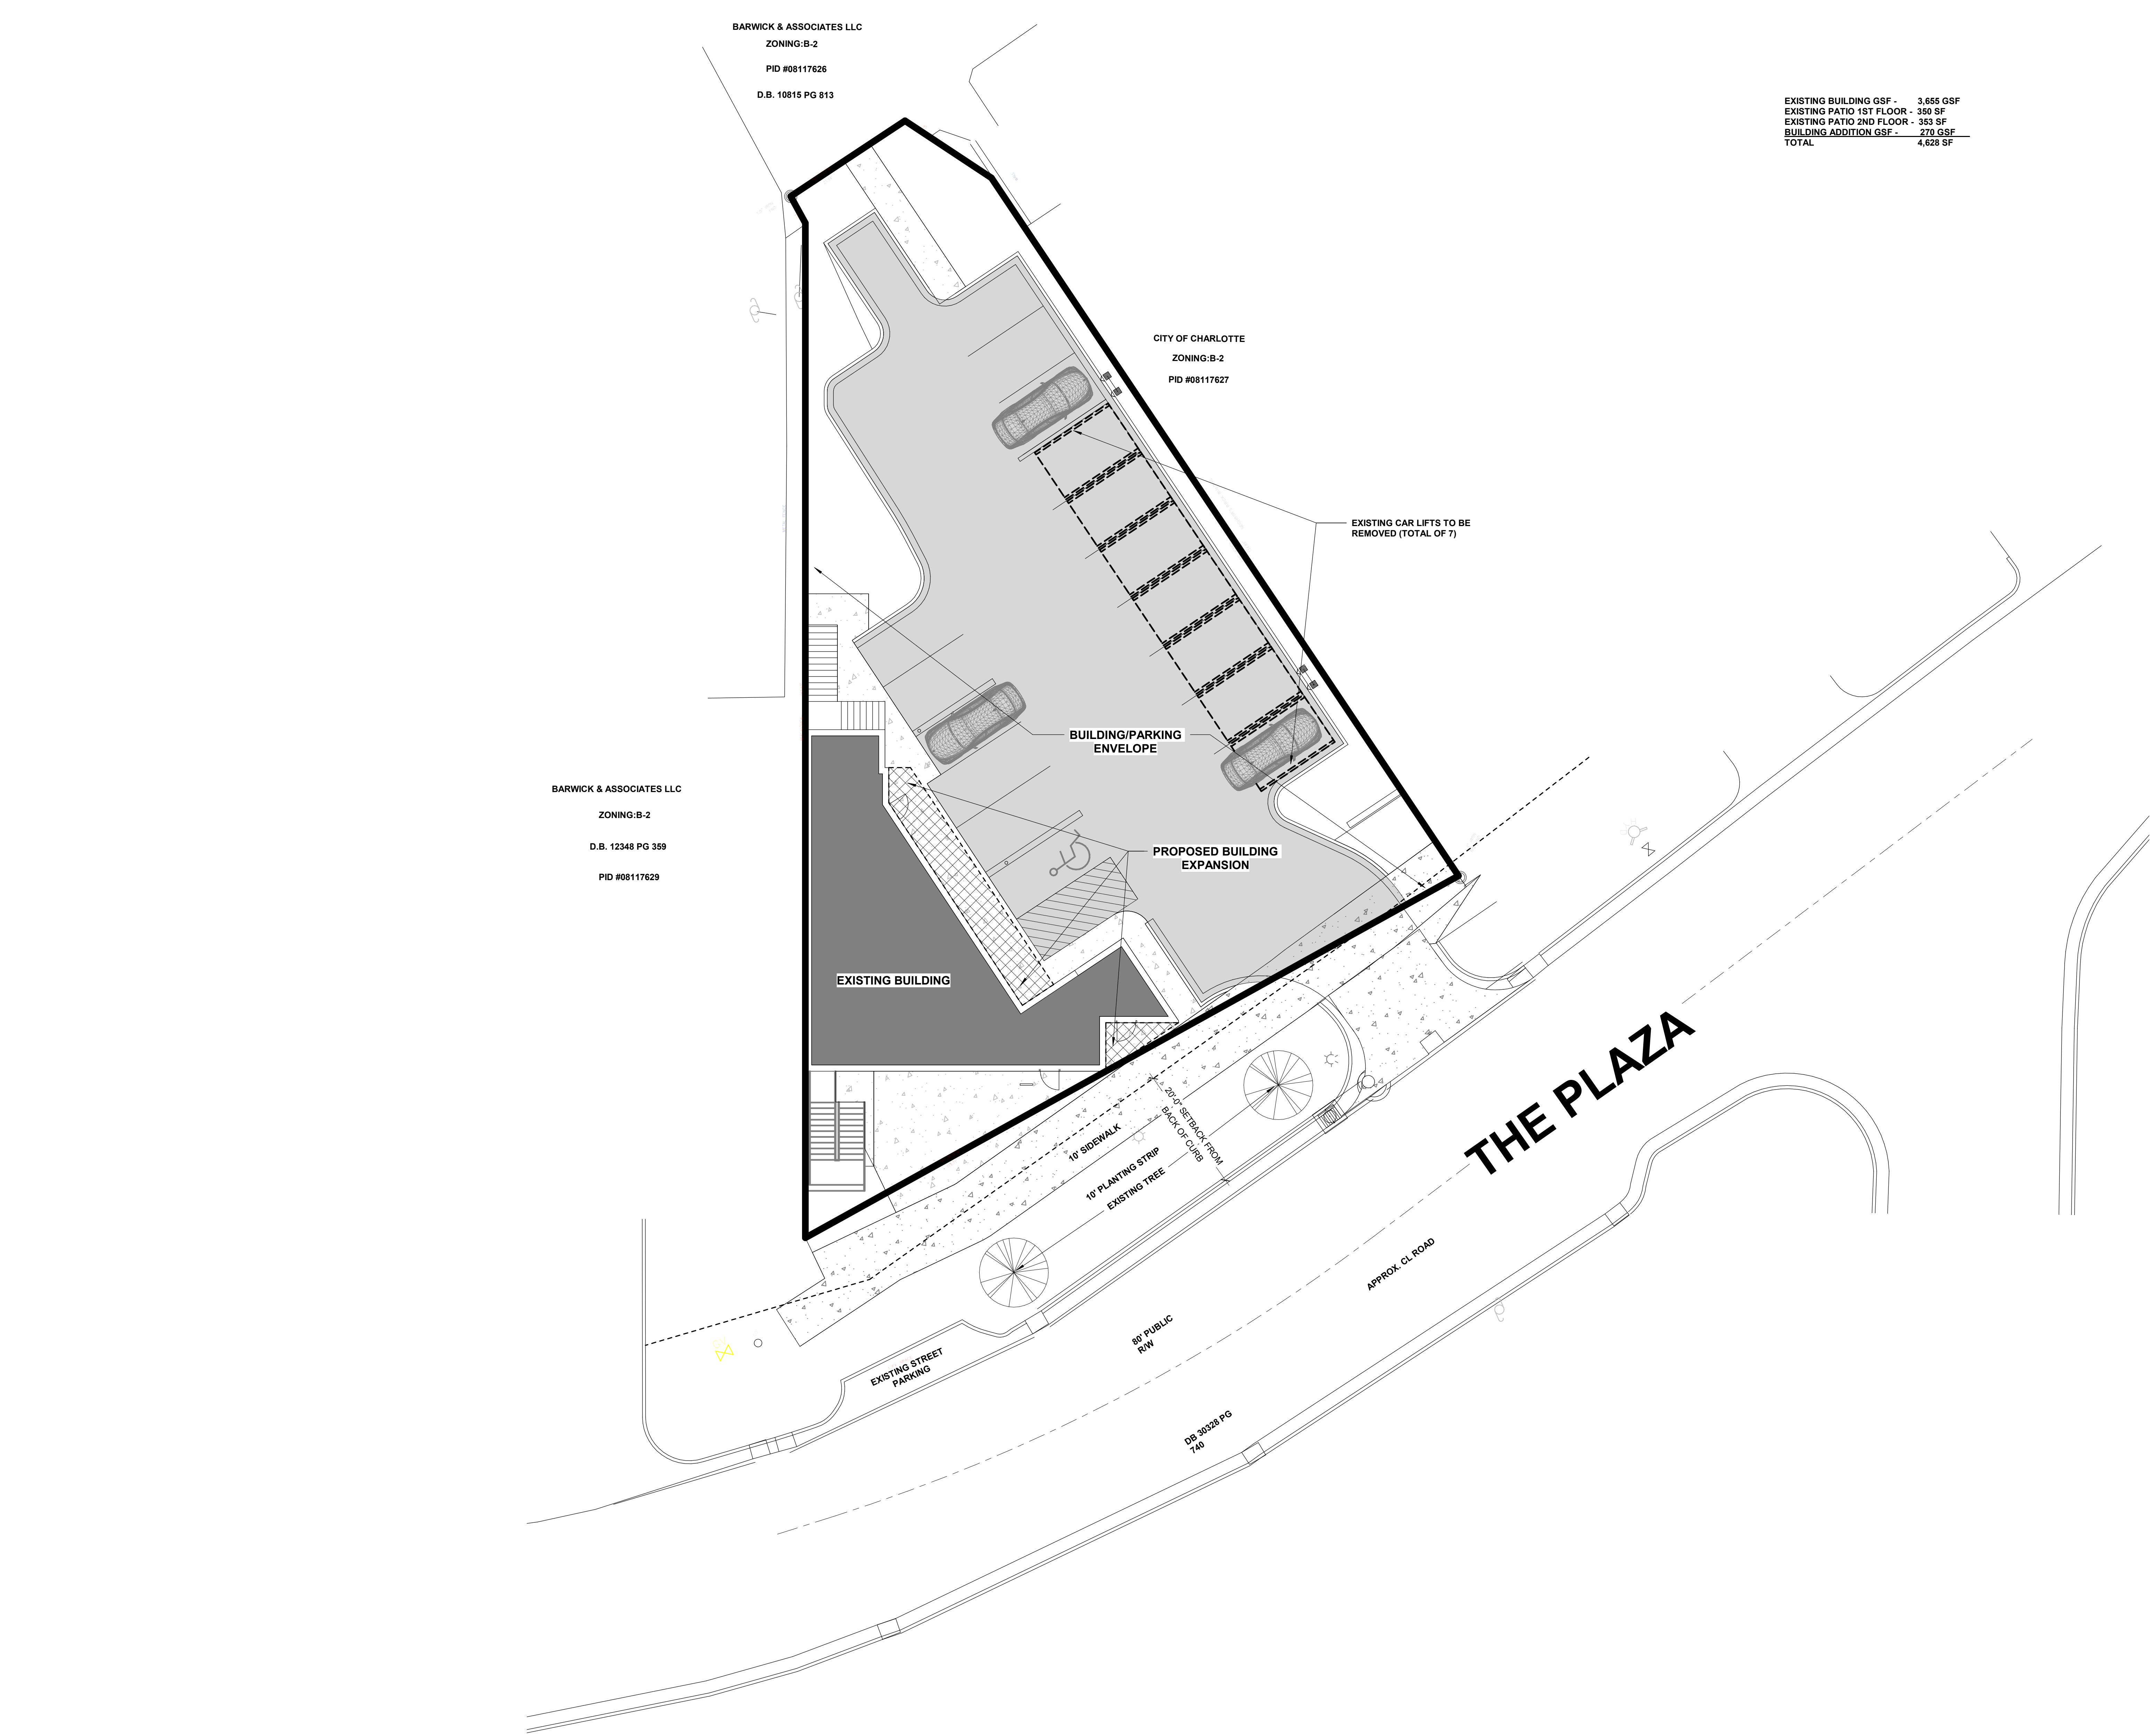 BARWICK & ASSOCIATES LLC
ZONING:B-2
PID #08117626
D.B. 10815 PG 813
EXISTING BUILDING GSF - 3,655 GSF
EXISTING PATIO 1ST FLOOR - 350 SF
EXISTING PATIO 2ND FLOOR - 353 SF
BUILDING ADDITION GSF - 270 GSF
TOTAL 4,628 SF
CITY OF CHARLOTTE
ZONING:B-2
PID #08117627
EXISTING CAR LIFTS TO BE
REMOVED (TOTAL OF 7)
BUILDING/PARKING
ENVELOPE
BARWICK & ASSOCIATES LLC
ZONING:B-2
D.B. 12348 PG 359
PID #08117629
PROPOSED BUILDING
EXPANSION
EXISTING BUILDING
THE PLAZA
20'-0" SETBACK FROM
BACK OF CURB
10' SIDEWALK
10' PLANTING STRIP
EXISTING TREE
APPROX. CL ROAD
80' PUBLIC
R/W
EXISTING STREET
PARKING
DB 30328 PG
740